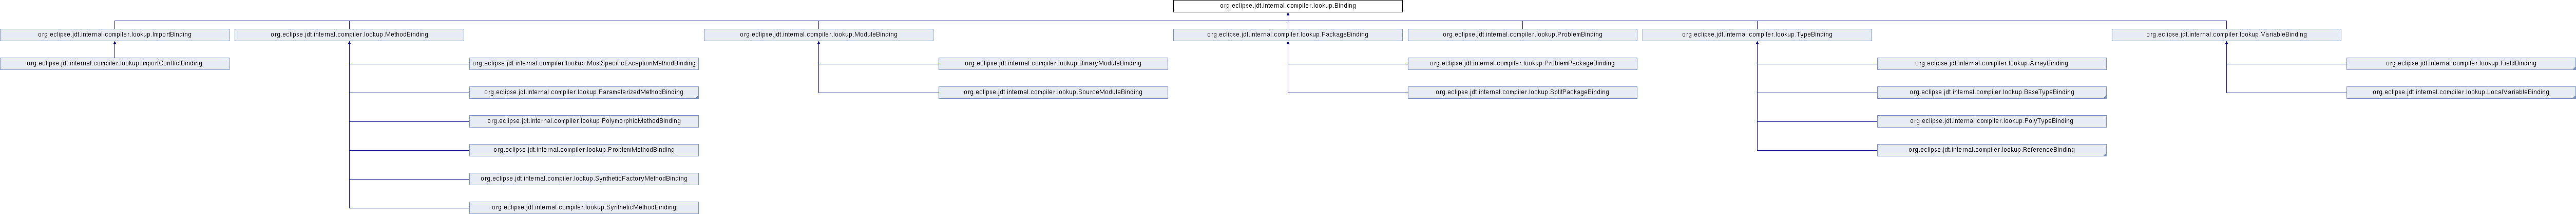 org.eclipse.jdt.internal.compiler.lookup.Binding
org.eclipse.jdt.internal.compiler.lookup.ImportBinding
org.eclipse.jdt.internal.compiler.lookup.MethodBinding
org.eclipse.jdt.internal.compiler.lookup.ModuleBinding
org.eclipse.jdt.internal.compiler.lookup.PackageBinding
org.eclipse.jdt.internal.compiler.lookup.ProblemBinding
org.eclipse.jdt.internal.compiler.lookup.TypeBinding
org.eclipse.jdt.internal.compiler.lookup.VariableBinding
org.eclipse.jdt.internal.compiler.lookup.ImportConflictBinding
org.eclipse.jdt.internal.compiler.lookup.MostSpecificExceptionMethodBinding
org.eclipse.jdt.internal.compiler.lookup.BinaryModuleBinding
org.eclipse.jdt.internal.compiler.lookup.ProblemPackageBinding
org.eclipse.jdt.internal.compiler.lookup.ArrayBinding
org.eclipse.jdt.internal.compiler.lookup.FieldBinding
org.eclipse.jdt.internal.compiler.lookup.ParameterizedMethodBinding
org.eclipse.jdt.internal.compiler.lookup.SourceModuleBinding
org.eclipse.jdt.internal.compiler.lookup.SplitPackageBinding
org.eclipse.jdt.internal.compiler.lookup.BaseTypeBinding
org.eclipse.jdt.internal.compiler.lookup.LocalVariableBinding
org.eclipse.jdt.internal.compiler.lookup.PolymorphicMethodBinding
org.eclipse.jdt.internal.compiler.lookup.PolyTypeBinding
org.eclipse.jdt.internal.compiler.lookup.ProblemMethodBinding
org.eclipse.jdt.internal.compiler.lookup.ReferenceBinding
org.eclipse.jdt.internal.compiler.lookup.SyntheticFactoryMethodBinding
org.eclipse.jdt.internal.compiler.lookup.SyntheticMethodBinding